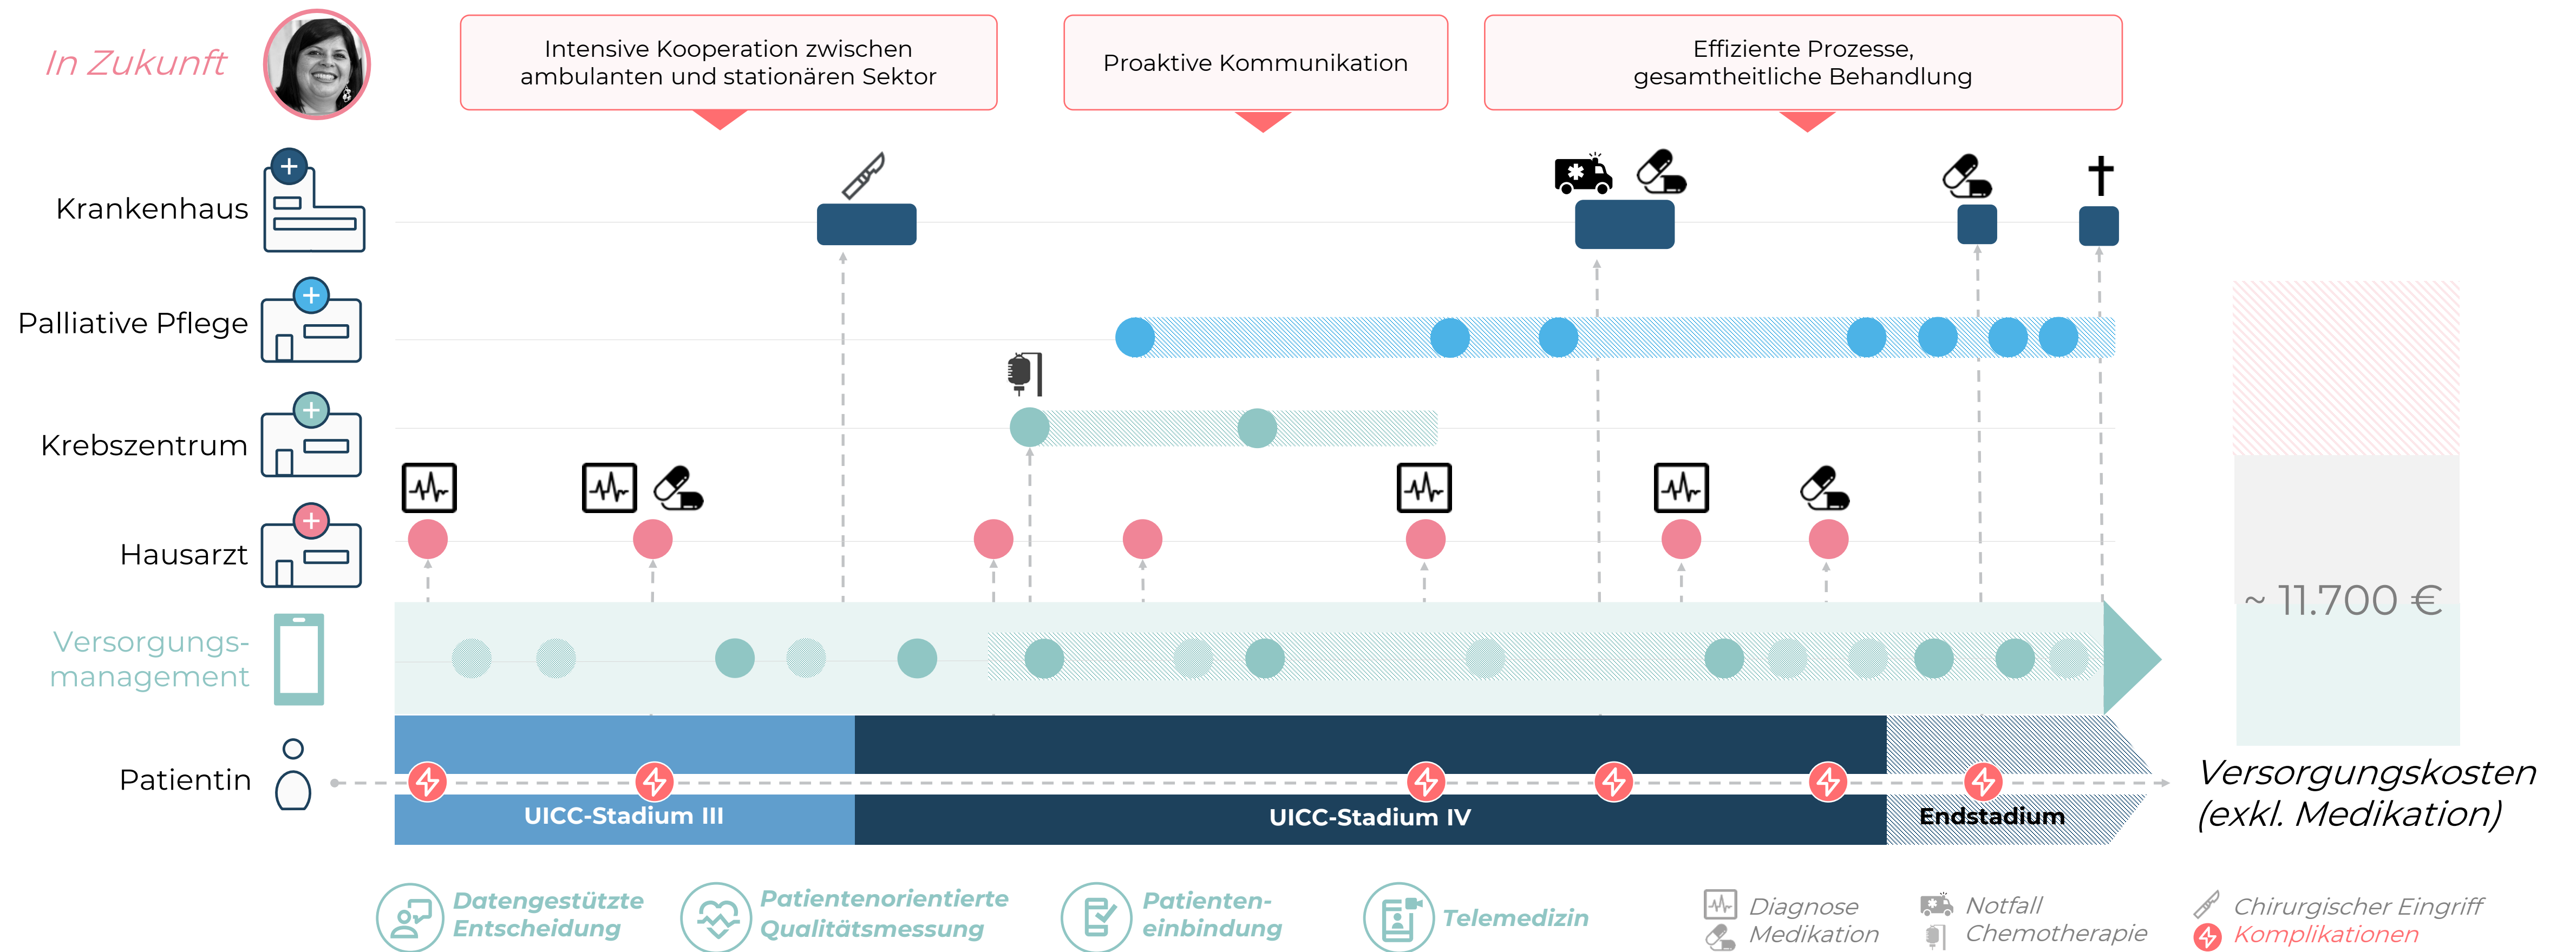 In Zukunft
Intensive Kooperation zwischen
ambulanten und stationären Sektor
Proaktive Kommunikation
Effiziente Prozesse,
gesamtheitliche Behandlung
Krankenhaus
Palliative Pflege
Krebszentrum
Hausarzt
Versorgungs-
management
Patientin
UICC-Stadium III
UICC-Stadium IV
Endstadium
~ 11.700 €
Versorgungskosten
(exkl. Medikation)
Datengestützte
Entscheidung
Patientenorientierte
Qualitätsmessung
Patienten-
einbindung
Telemedizin
Diagnose
Medikation
Notfall
Chemotherapie
Chirurgischer Eingriff
Komplikationen